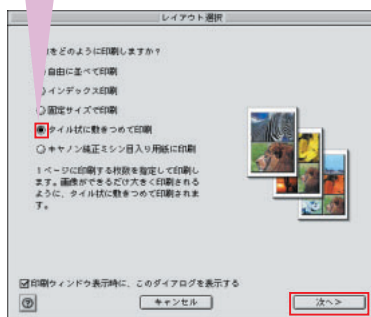 レイアウト選択
をどのように印刷しますか？
自由に並べて印刷
インデックス印刷
固定サイズで印刷
タイル状に敷きつめて印刷
キヤノン純正ミシン目入り用紙に印刷
1ページに印刷する枚数を指定して印刷し
ます。画像ができるだけ大きく印刷される
ように、タイル状に敷きつめて印刷されま
す。
印刷ウィンドウ表示時に、このダイアログを表示する
?
キャンセル
次へ>